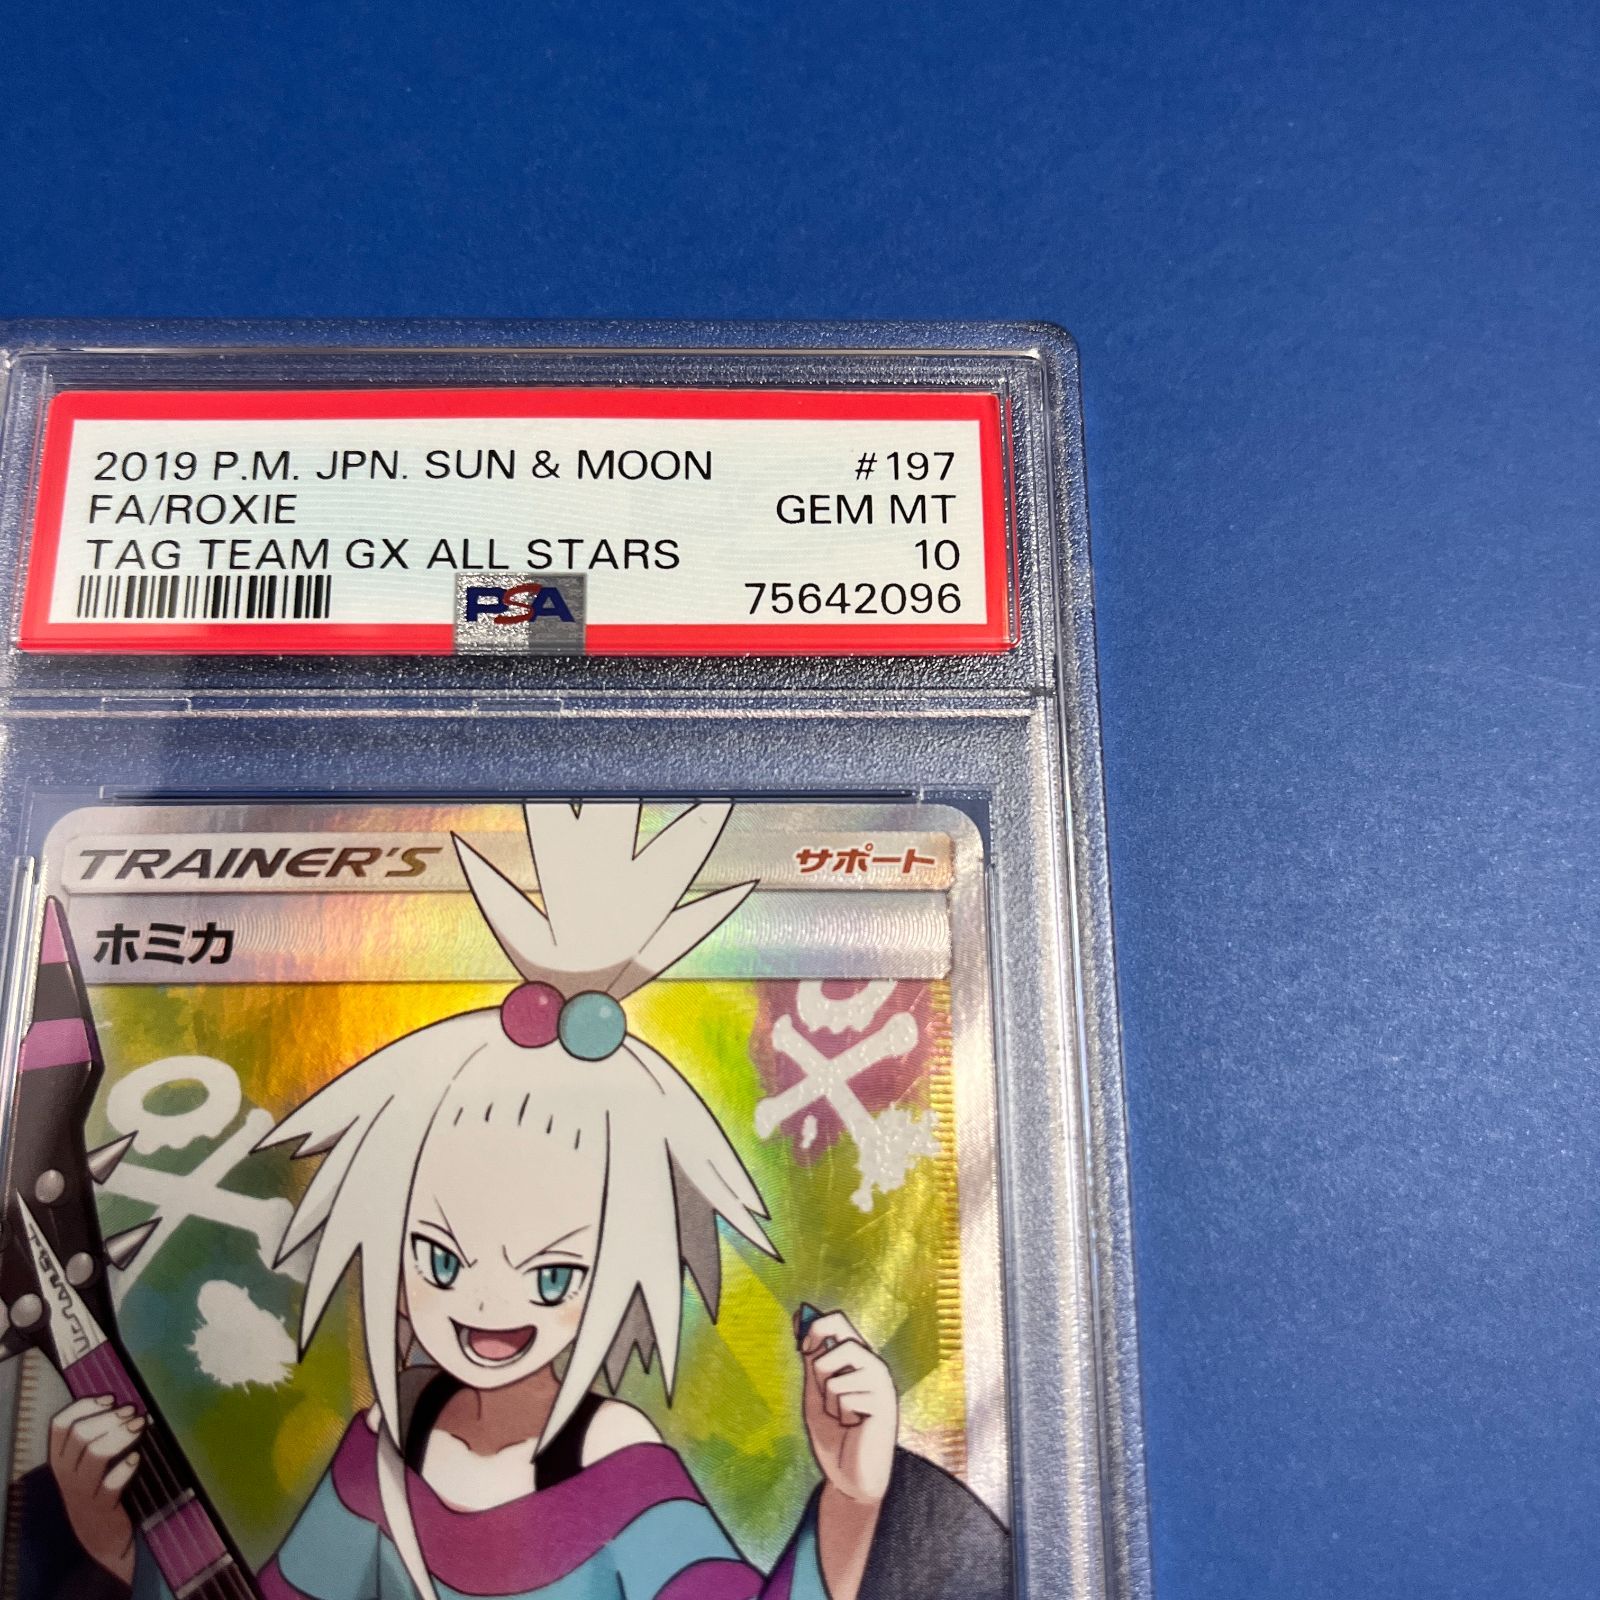 2019 P.M. JPN. SUN & MOON #197
FA/ROXIE GEM MT
TAG TEAM GX ALL STARS 10
PSA 75642096
TRAINER'S サポート
ホミカ